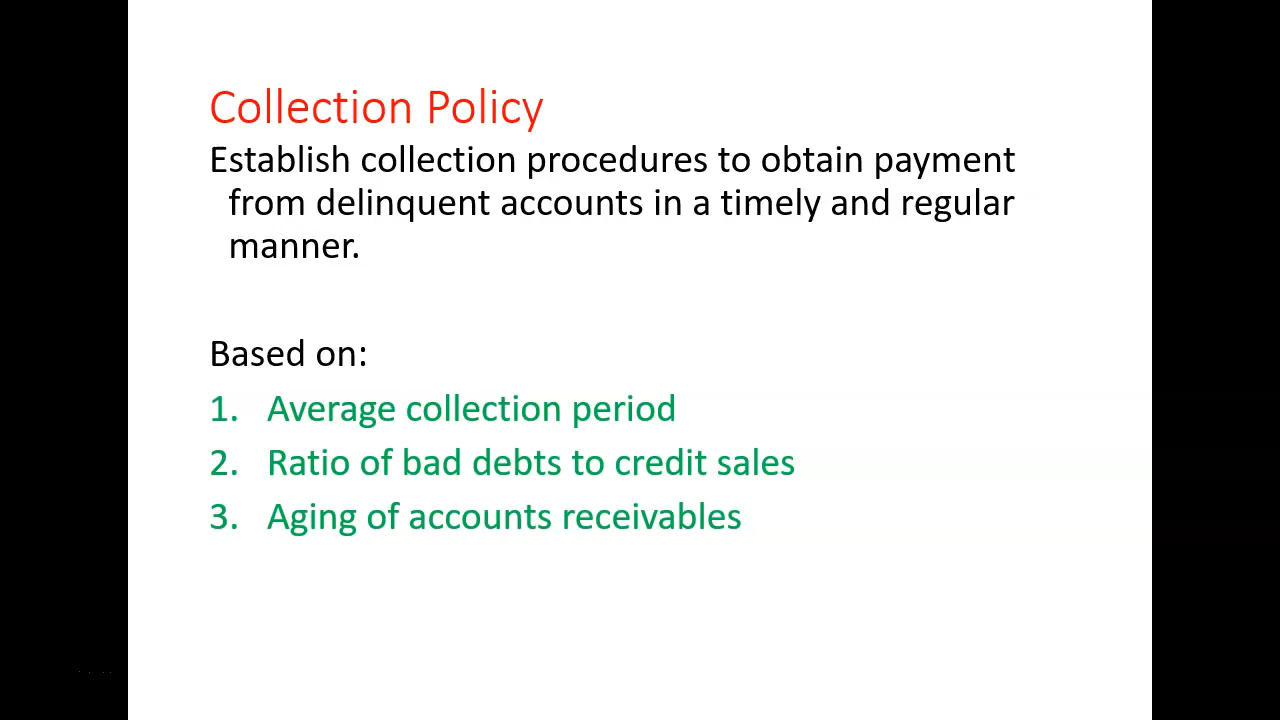 Collection Policy
Establish collection procedures to obtain payment
from delinquent accounts in a timely and regular
manner.
Based on:
1. Average collection period
2. Ratio of bad debts to credit sales
3. Aging of accounts receivables